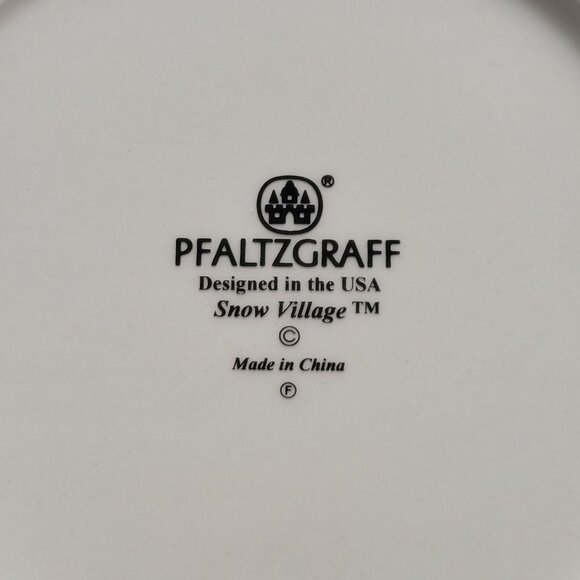 ®
PFALTZGRAFF
Designed in the USA
Snow Village ™
©
Made in China
Ⓕ